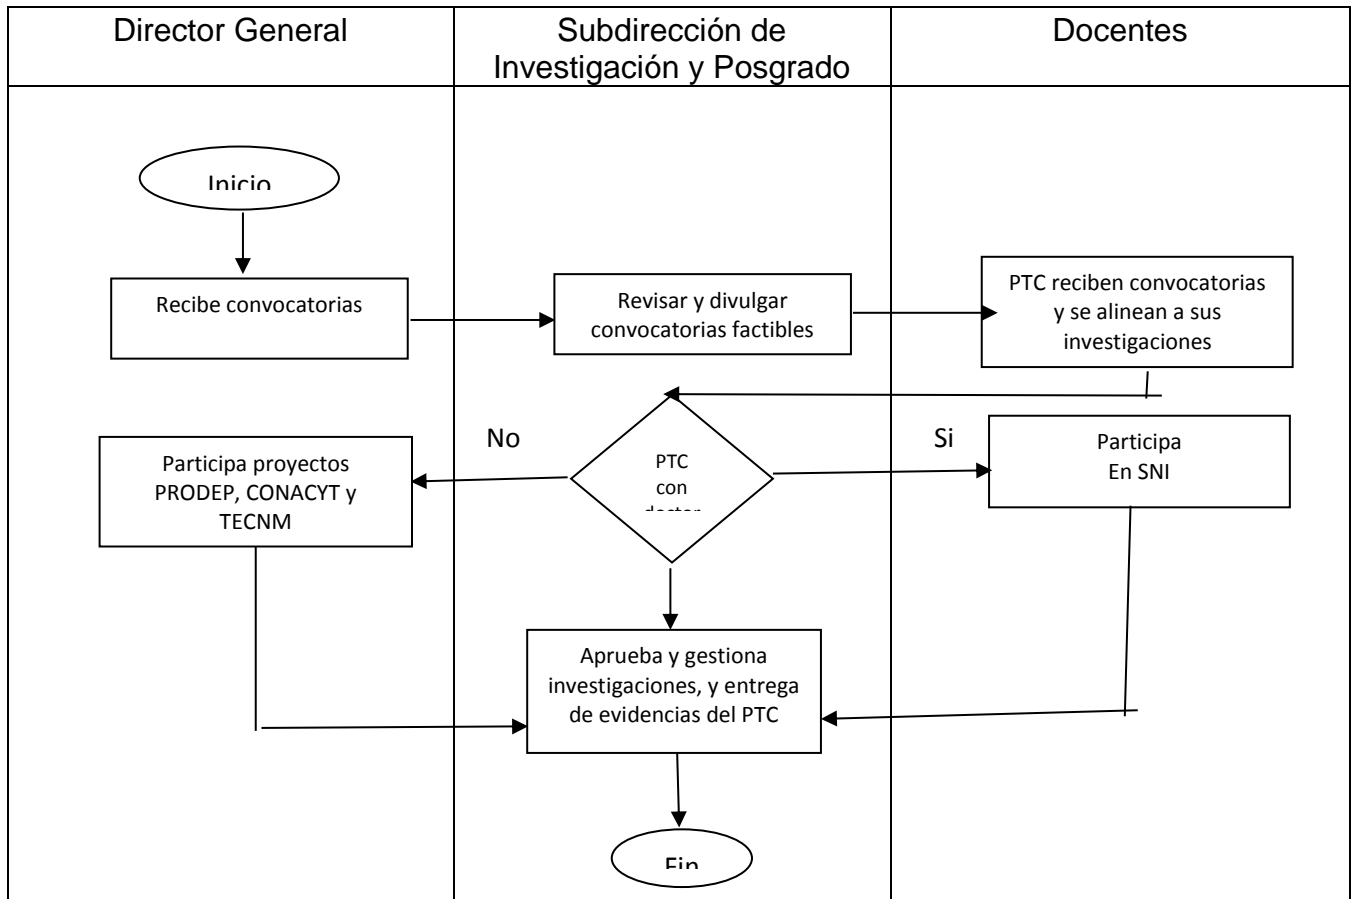 Director General
Subdirección de
Investigación y Posgrado
Docentes
Inicio
Recibe convocatorias
Revisar y divulgar
convocatorias factibles
PTC reciben convocatorias
y se alinean a sus
investigaciones
No
Si
Participa proyectos
PRODEP, CONACYT y
TECNM
PTC
con
Participa
En SNI
Aprueba y gestiona
investigaciones, y entrega
de evidencias del PTC
Fin